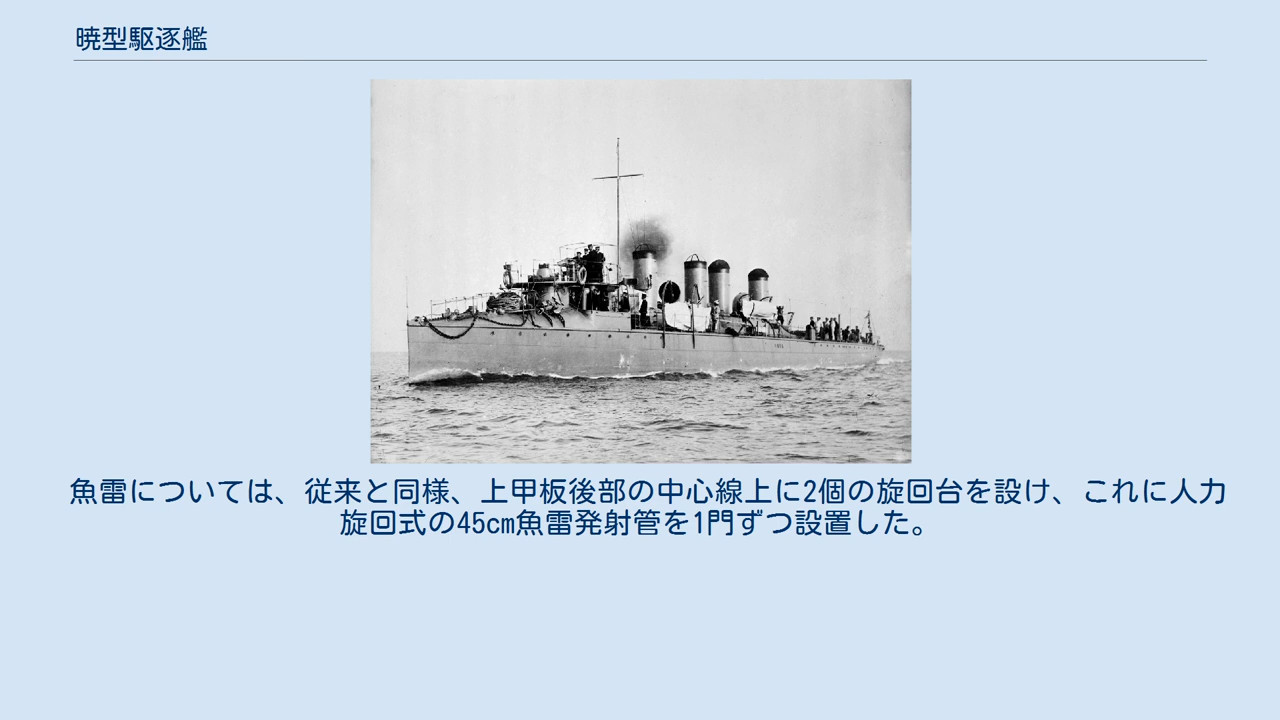 暁型駆逐艦
魚雷については、従来と同様、上甲板後部の中心線上に2個の旋回台を設け、これに人力
旋回式の45cm魚雷発射管を1門ずつ設置した。